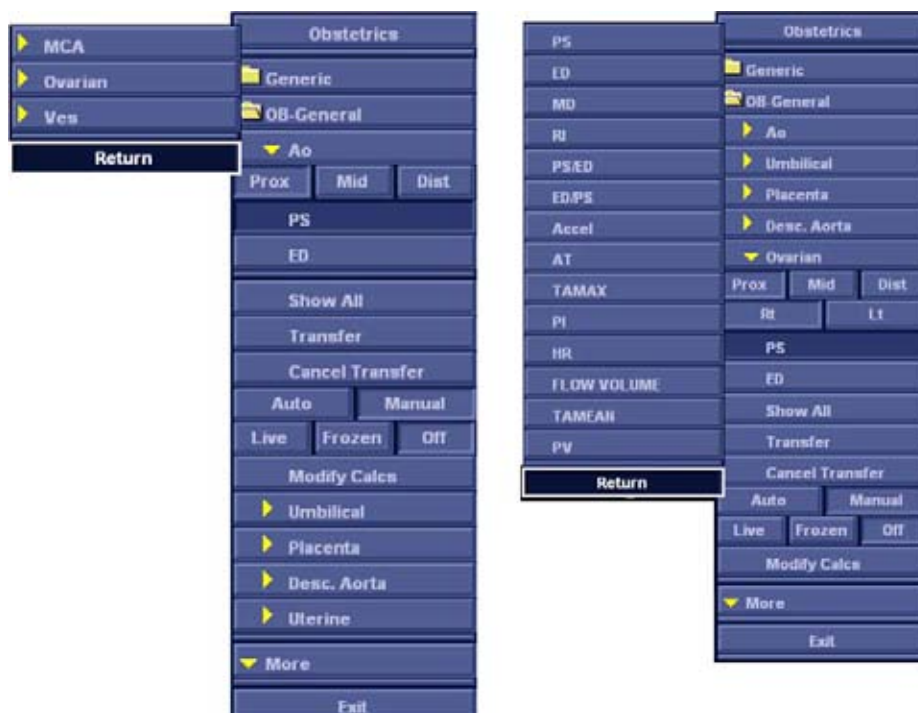 MCA
Ovarian
Ves
Return
Obstetrics
Generic
OB-General
Ao
Prox Mid Dist
PS
ED
Show All
Transfer
Cancel Transfer
Auto Manual
Live Frozen Off
Modify Calcs
Umbilical
Placenta
Desc. Aorta
Uterine
More
Exit
PS
ED
MD
RI
PS/ED
ED/PS
Accel
AT
TAMAX
PI
HR
FLOW VOLUME
TAMEAN
PV
Return
Obstetrics
Generic
OB-General
Ao
Umbilical
Placenta
Desc. Aorta
Ovarian
Prox Mid Dist
Rt Lt
PS
ED
Show All
Transfer
Cancel Transfer
Auto Manual
Live Frozen Off
Modify Calcs
More
Exit